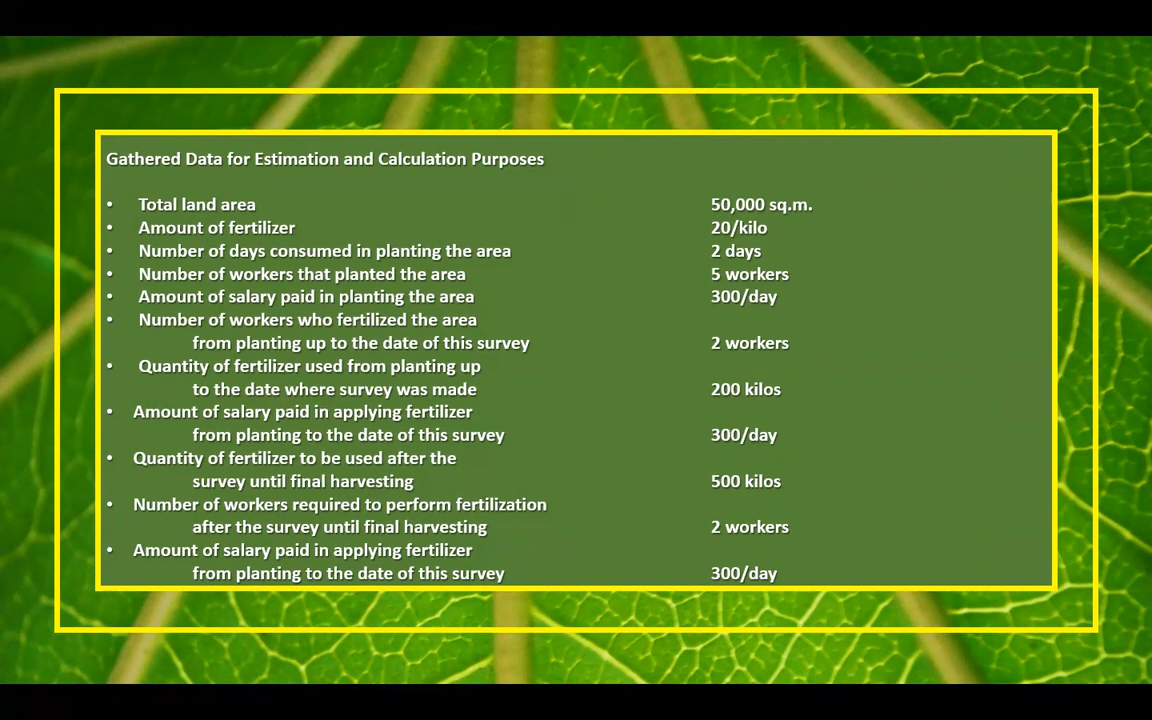 Gathered Data for Estimation and Calculation Purposes
• Total land area 50,000 sq.m.
• Amount of fertilizer 20/kilo
• Number of days consumed in planting the area 2 days
• Number of workers that planted the area 5 workers
• Amount of salary paid in planting the area 300/day
• Number of workers who fertilized the area
from planting up to the date of this survey 2 workers
• Quantity of fertilizer used from planting up
to the date where survey was made 200 kilos
• Amount of salary paid in applying fertilizer
from planting to the date of this survey 300/day
• Quantity of fertilizer to be used after the
survey until final harvesting 500 kilos
• Number of workers required to perform fertilization
after the survey until final harvesting 2 workers
• Amount of salary paid in applying fertilizer
from planting to the date of this survey 300/day